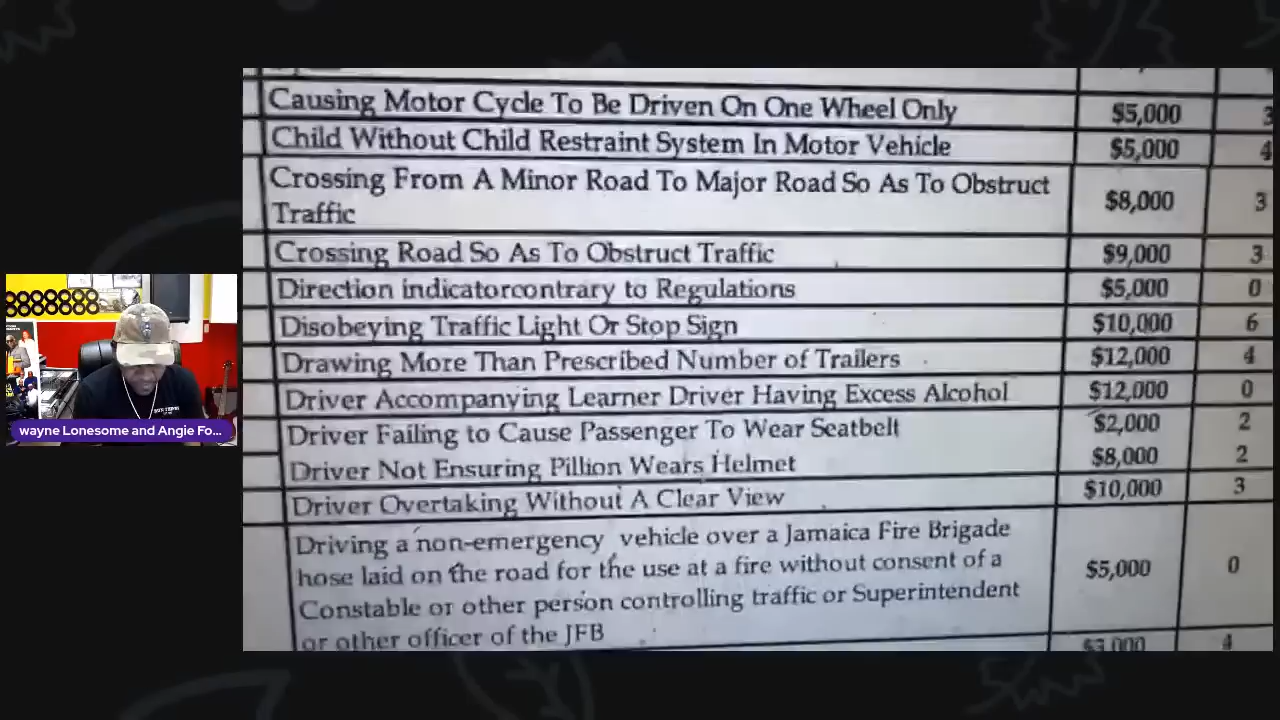 Causing Motor Cycle To Be Driven On One Wheel Only $5,000 3
Child Without Child Restraint System In Motor Vehicle $5,000 4
Crossing From A Minor Road To Major Road So As To Obstruct
Traffic $8,000 3
Crossing Road So As To Obstruct Traffic $9,000 3
Direction indicatorcontrary to Regulations $5,000 0
Disobeying Traffic Light Or Stop Sign $10,000 6
Drawing More Than Prescribed Number of Trailers $12,000 4
Driver Accompanying Learner Driver Having Excess Alcohol $12,000 0
Driver Failing to Cause Passenger To Wear Seatbelt $2,000 2
Driver Not Ensuring Pillion Wears Helmet $8,000 2
Driver Overtaking Without A Clear View $10,000 3
Driving a non-emergency vehicle over a Jamaica Fire Brigade
hose laid on the road for the use at a fire without consent of a
Constable or other person controlling traffic or Superintendent
or other officer of the JFB $5,000 0
$3,000 4
wayne Lonesome and Angie Fo...